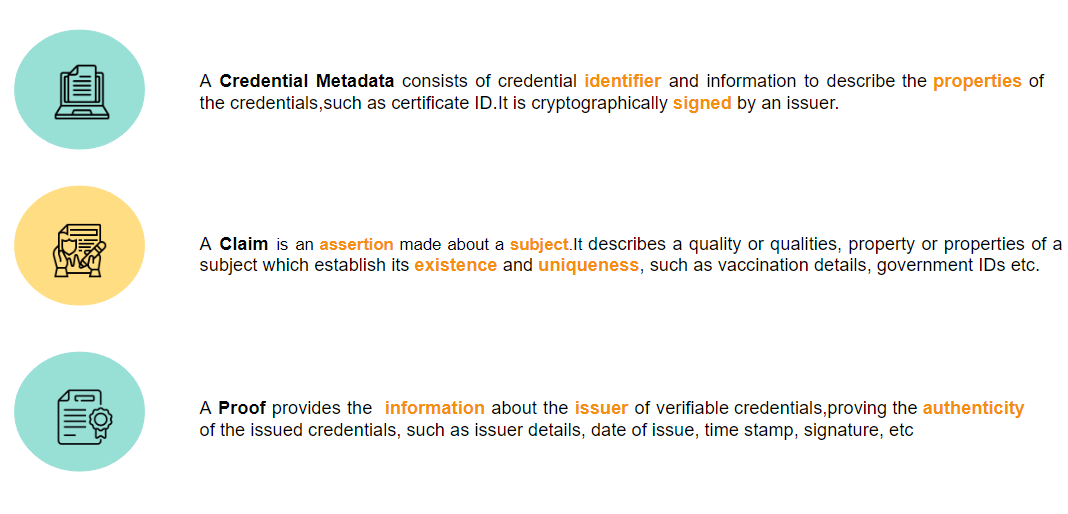 A Credential Metadata consists of credential identifier and information to describe the properties of
the credentials,such as certificate ID.It is cryptographically signed by an issuer.
A Claim is an assertion made about a subject.It describes a quality or qualities, property or properties of a
subject which establish its existence and uniqueness, such as vaccination details, government IDs etc.
A Proof provides the information about the issuer of verifiable credentials,proving the authenticity
of the issued credentials, such as issuer details, date of issue, time stamp, signature, etc